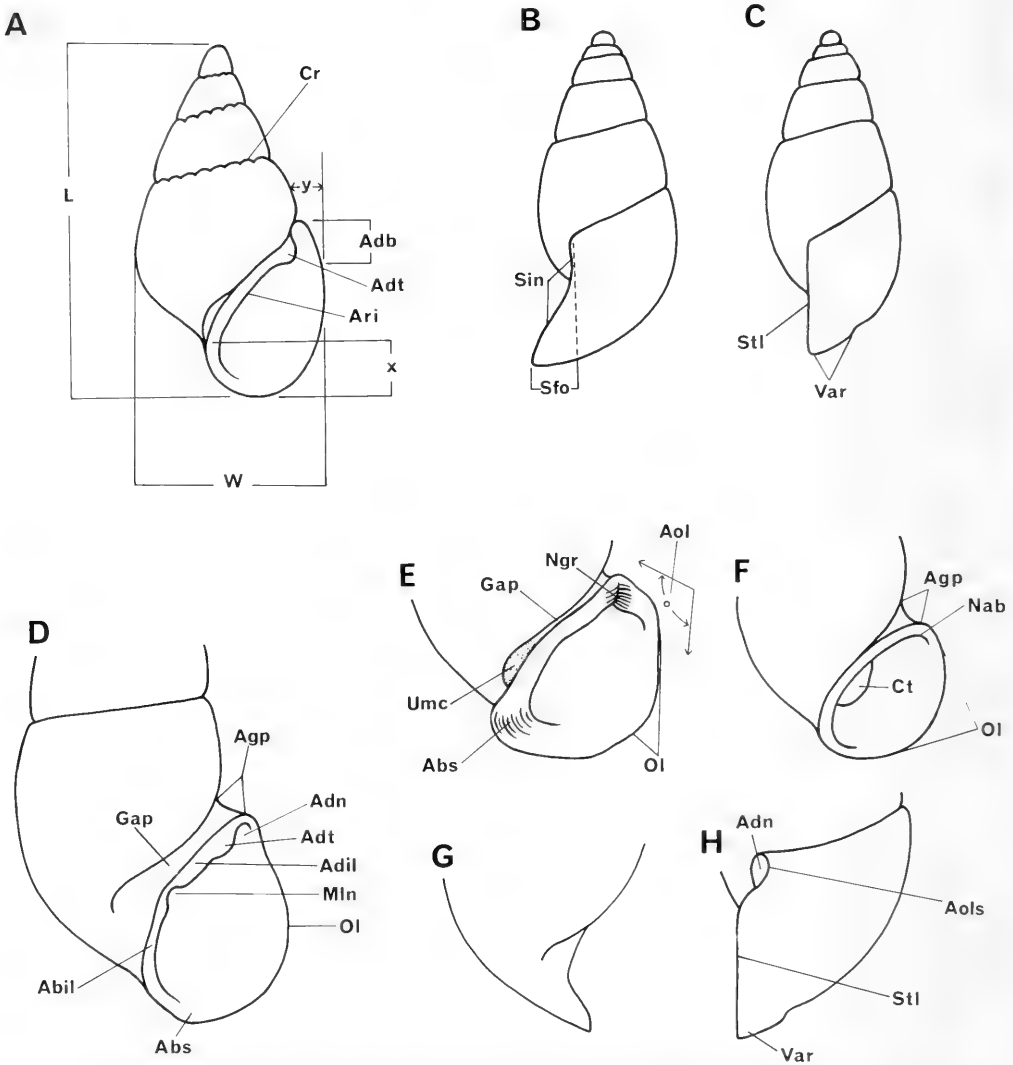 A
B
C
Cr
L
y
Adb
Adt
Ari
x
W
Sin
Sfo
Stl
Var
D
Agp
Gap
Adn
Adt
Adil
Mln
Ol
Abil
Abs
E
Aol
Ngr
Gap
°
Umc
Abs
Ol
F
Agp
Nab
Ct
Ol
G
H
Adn
Aols
Stl
Var